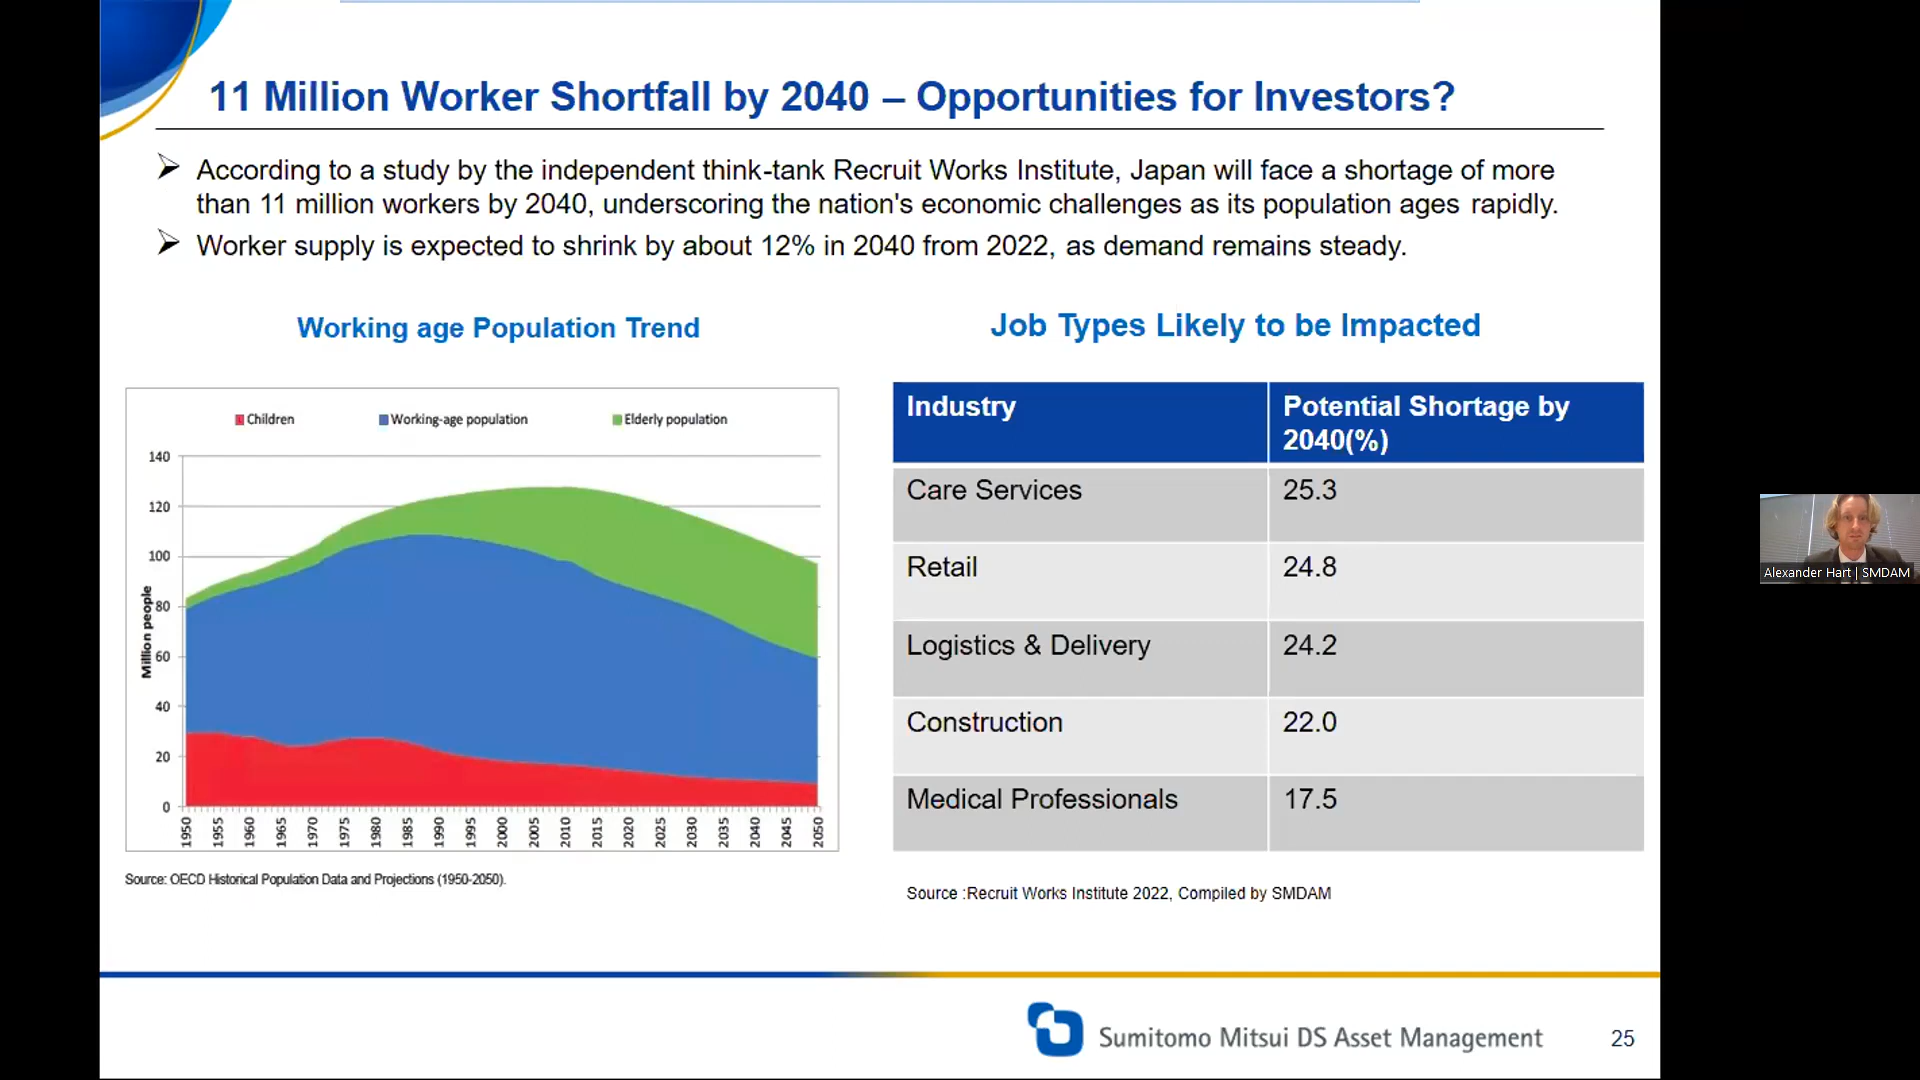 11 Million Worker Shortfall by 2040 – Opportunities for Investors?
According to a study by the independent think-tank Recruit Works Institute, Japan will face a shortage of more
than 11 million workers by 2040, underscoring the nation's economic challenges as its population ages rapidly.
Worker supply is expected to shrink by about 12% in 2040 from 2022, as demand remains steady.
Working age Population Trend
Children Working-age population Elderly population
Million people
140
120
100
80
60
40
20
0
1950 1955 1960 1965 1970 1975 1980 1985 1990 1995 2000 2005 2010 2015 2020 2025 2030 2035 2040 2045 2050
Source: OECD Historical Population Data and Projections (1950-2050).
Job Types Likely to be Impacted
Industry Potential Shortage by
2040(%)
Care Services 25.3
Retail 24.8
Logistics & Delivery 24.2
Construction 22.0
Medical Professionals 17.5
Source :Recruit Works Institute 2022, Compiled by SMDAM
Alexander Hart | SMDAM
Sumitomo Mitsui DS Asset Management 25